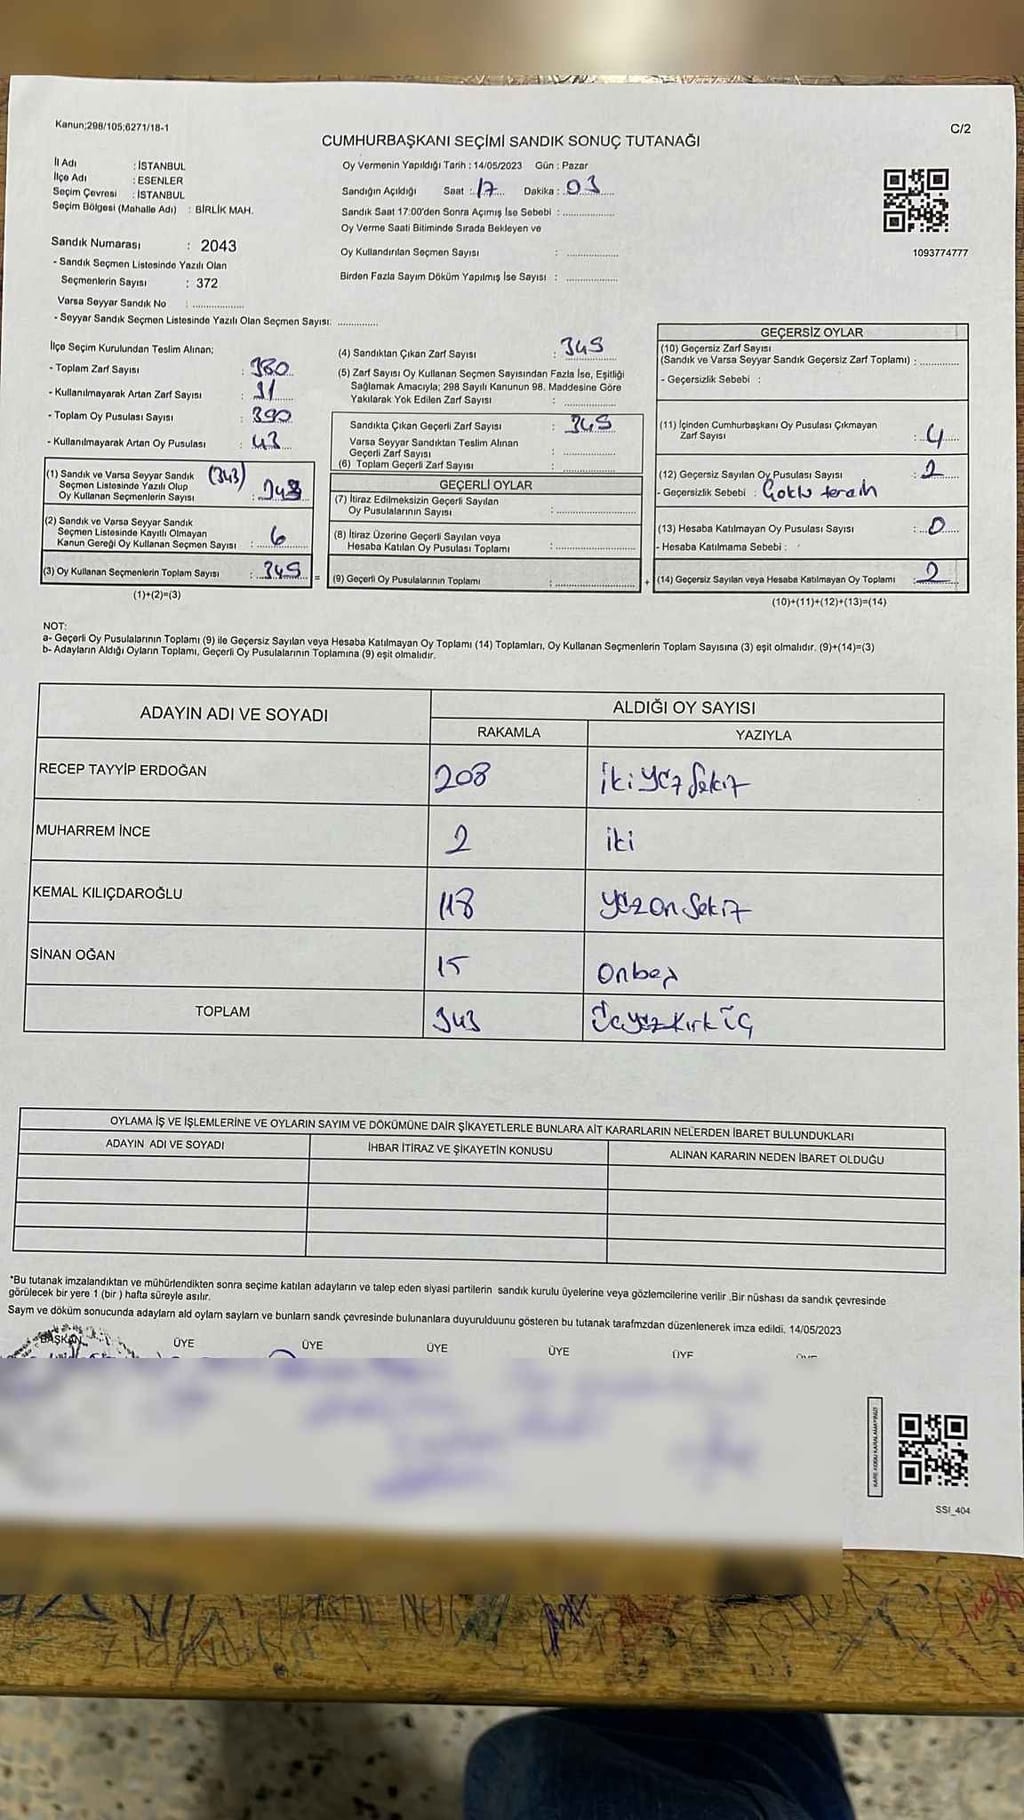 Kanun;298/105;6271/18-1
C/2
CUMHURBAŞKANI SEÇİMİ SANDIK SONUÇ TUTANAĞI
İl Adı : İSTANBUL
İlçe Adı : ESENLER
Seçim Çevresi : İSTANBUL
Seçim Bölgesi (Mahalle Adı) : BİRLİK MAH.
Oy Vermenin Yapıldığı Tarih : 14/05/2023 Gün : Pazar
Sandığın Açıldığı Saat : 17 Dakika : 03
Sandık Saat 17:00'den Sonra Açımış İse Sebebi :
Oy Verme Saati Bitiminde Sırada Bekleyen ve
Oy Kullandırılan Seçmen Sayısı :
Birden Fazla Sayım Döküm Yapılmış İse Sayısı :
1093774777
Sandık Numarası : 2043
- Sandık Seçmen Listesinde Yazılı Olan
Seçmenlerin Sayısı : 372
Varsa Seyyar Sandık No :
- Seyyar Sandık Seçmen Listesinde Yazılı Olan Seçmen Sayısı:
İlçe Seçim Kurulundan Teslim Alınan;
- Toplam Zarf Sayısı : 380
- Kullanılmayarak Artan Zarf Sayısı : 31
- Toplam Oy Pusulası Sayısı : 390
- Kullanılmayarak Artan Oy Pusulası : 43
(1) Sandık ve Varsa Seyyar Sandık (343)
Seçmen Listesinde Yazılı Olup
Oy Kullanan Seçmenlerin Sayısı :
(2) Sandık ve Varsa Seyyar Sandık
Seçmen Listesinde Kayıtlı Olmayan
Kanun Gereği Oy Kullanan Seçmen Sayısı : 6
(3) Oy Kullanan Seçmenlerin Toplam Sayısı : 349 =
(1)+(2)=(3)
(4) Sandıktan Çıkan Zarf Sayısı : 349
(5) Zarf Sayısı Oy Kullanan Seçmen Sayısından Fazla İse, Eşitliği
Sağlamak Amacıyla; 298 Sayılı Kanunun 98. Maddesine Göre
Yakılarak Yok Edilen Zarf Sayısı :
Sandıkta Çıkan Geçerli Zarf Sayısı : 349
Varsa Seyyar Sandıktan Teslim Alınan
Geçerli Zarf Sayısı :
(6) Toplam Geçerli Zarf Sayısı :
GEÇERLİ OYLAR
(7) İtiraz Edilmeksizin Geçerli Sayılan
Oy Pusulalarının Sayısı :
(8) İtiraz Üzerine Geçerli Sayılan veya
Hesaba Katılan Oy Pusulası Toplamı :
(9) Geçerli Oy Pusulalarının Toplamı : +
GEÇERSİZ OYLAR
(10) Geçersiz Zarf Sayısı
(Sandık ve Varsa Seyyar Sandık Geçersiz Zarf Toplamı) :
- Geçersizlik Sebebi :
(11) İçinden Cumhurbaşkanı Oy Pusulası Çıkmayan
Zarf Sayısı : 4
(12) Geçersiz Sayılan Oy Pusulası Sayısı : 2
- Geçersizlik Sebebi : Çoklu tercih
(13) Hesaba Katılmayan Oy Pusulası Sayısı : 0
- Hesaba Katılmama Sebebi :
(14) Geçersiz Sayılan veya Hesaba Katılmayan Oy Toplamı : 2
(10)+(11)+(12)+(13)=(14)
NOT:
a- Geçerli Oy Pusulalarının Toplamı (9) ile Geçersiz Sayılan veya Hesaba Katılmayan Oy Toplamı (14) Toplamları, Oy Kullanan Seçmenlerin Toplam Sayısına (3) eşit olmalıdır. (9)+(14)=(3)
b- Adayların Aldığı Oyların Toplamı, Geçerli Oy Pusulalarının Toplamına (9) eşit olmalıdır.
ADAYIN ADI VE SOYADI
ALDIĞI OY SAYISI
RAKAMLA YAZIYLA
RECEP TAYYİP ERDOĞAN 208 İkiyüz Sekiz
MUHARREM İNCE 2 iki
KEMAL KILIÇDAROĞLU 118 yüzon Sekiz
SİNAN OĞAN 15 onbeş
TOPLAM 343 Üçyüzkırk Üç
OYLAMA İŞ VE İŞLEMLERİNE VE OYLARIN SAYIM VE DÖKÜMÜNE DAİR ŞİKAYETLERLE BUNLARA AİT KARARLARIN NELERDEN İBARET BULUNDUKLARI
ADAYIN ADI VE SOYADI İHBAR İTİRAZ VE ŞİKAYETİN KONUSU ALINAN KARARIN NEDEN İBARET OLDUĞU
*Bu tutanak imzalandıktan ve mühürlendikten sonra seçime katılan adayların ve talep eden siyasi partilerin sandık kurulu üyelerine veya gözlemcilerine verilir .Bir nüshası da sandık çevresinde
görülecek bir yere 1 (bir ) hafta süreyle asılır.
Saym ve döküm sonucunda adaylarn ald oylarn saylarn ve bunlarn sandk çevresinde bulunanlara duyurulduunu gösteren bu tutanak tarafmzdan düzenlenerek imza edildi. 14/05/2023
BAŞKAN ÜYE ÜYE ÜYE ÜYE ÜYE
SSI_404